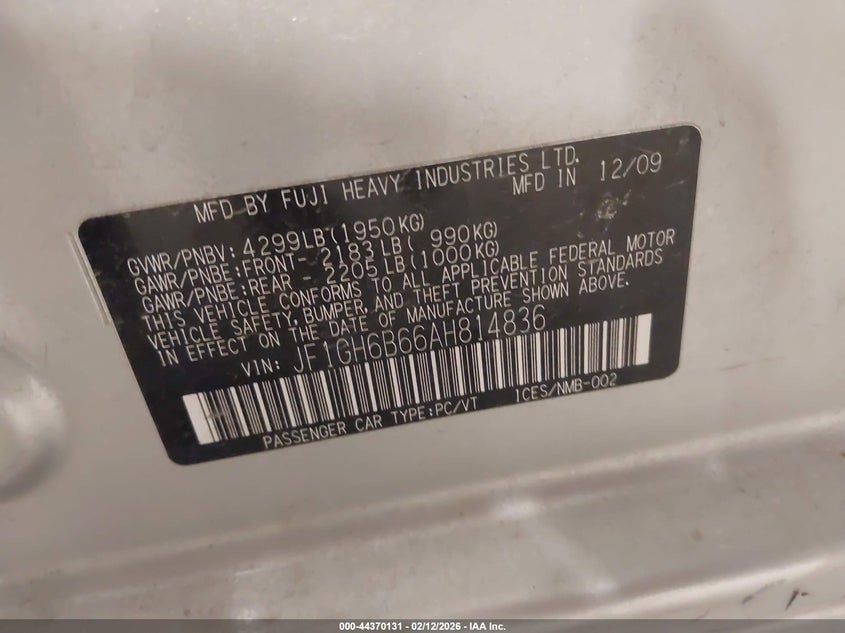 MFD BY FUJI HEAVY INDUSTRIES LTD.
MFD IN 12/09
GVWR/PNBV: 4299LB (1950KG)
GAWR/PNBE:FRONT- 2183LB( 990KG)
GAWR/PNBE:REAR - 2205LB(1000KG)
THIS VEHICLE CONFORMS TO ALL APPLICABLE FEDERAL MOTOR
VEHICLE SAFETY, BUMPER, AND THEFT PREVENTION STANDARDS
IN EFFECT ON THE DATE OF MANUFACTURE SHOWN ABOVE.
VIN: JF1GH6B66AH814836
PASSENGER CAR TYPE:PC/VT ICES/NMB-002
000-44370131 - 02/12/2026 - IAA Inc.